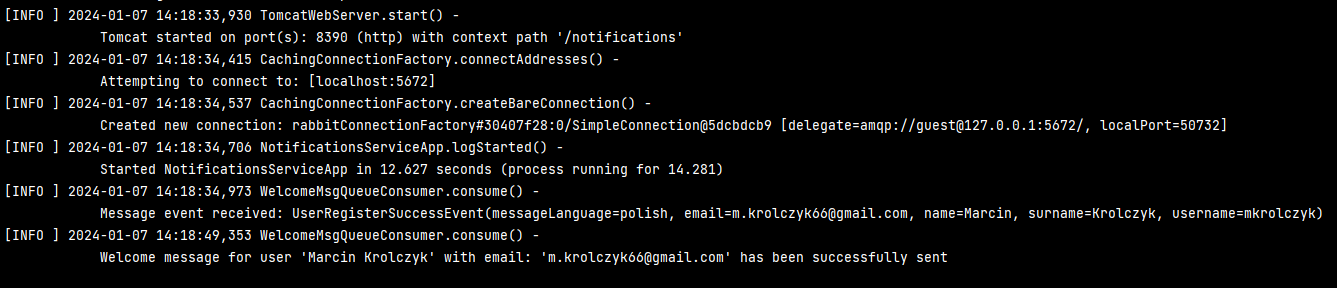 [INFO ] 2024-01-07 14:18:33,930 TomcatWebServer.start() -
Tomcat started on port(s): 8390 (http) with context path '/notifications'
[INFO ] 2024-01-07 14:18:34,415 CachingConnectionFactory.connectAddresses() -
Attempting to connect to: [localhost:5672]
[INFO ] 2024-01-07 14:18:34,537 CachingConnectionFactory.createBareConnection() -
Created new connection: rabbitConnectionFactory#30407f28:0/SimpleConnection@5dcbdcb9 [delegate=amqp://guest@127.0.0.1:5672/, localPort=50732]
[INFO ] 2024-01-07 14:18:34,706 NotificationsServiceApp.logStarted() -
Started NotificationsServiceApp in 12.627 seconds (process running for 14.281)
[INFO ] 2024-01-07 14:18:34,973 WelcomeMsgQueueConsumer.consume() -
Message event received: UserRegisterSuccessEvent(messageLanguage=polish, email=m.krolczyk66@gmail.com, name=Marcin, surname=Krolczyk, username=mkrolczyk)
[INFO ] 2024-01-07 14:18:49,353 WelcomeMsgQueueConsumer.consume() -
Welcome message for user 'Marcin Krolczyk' with email: 'm.krolczyk66@gmail.com' has been successfully sent